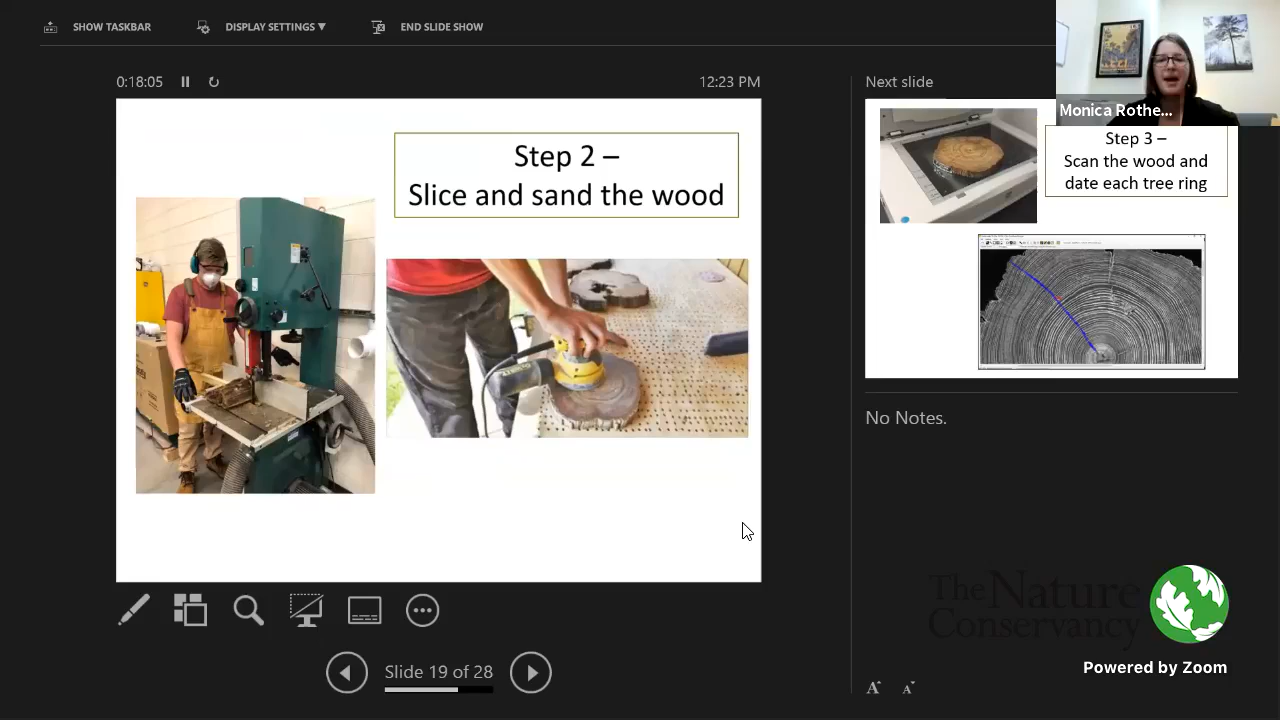 SHOW TASKBAR
DISPLAY SETTINGS ▼
END SLIDE SHOW
0:18:05
12:23 PM
Next slide
Monica Rothe...
Step 2 –
Slice and sand the wood
Step 3 –
Scan the wood and
date each tree ring
No Notes.
The Nature
Conservancy
Powered by Zoom
Slide 19 of 28
A A